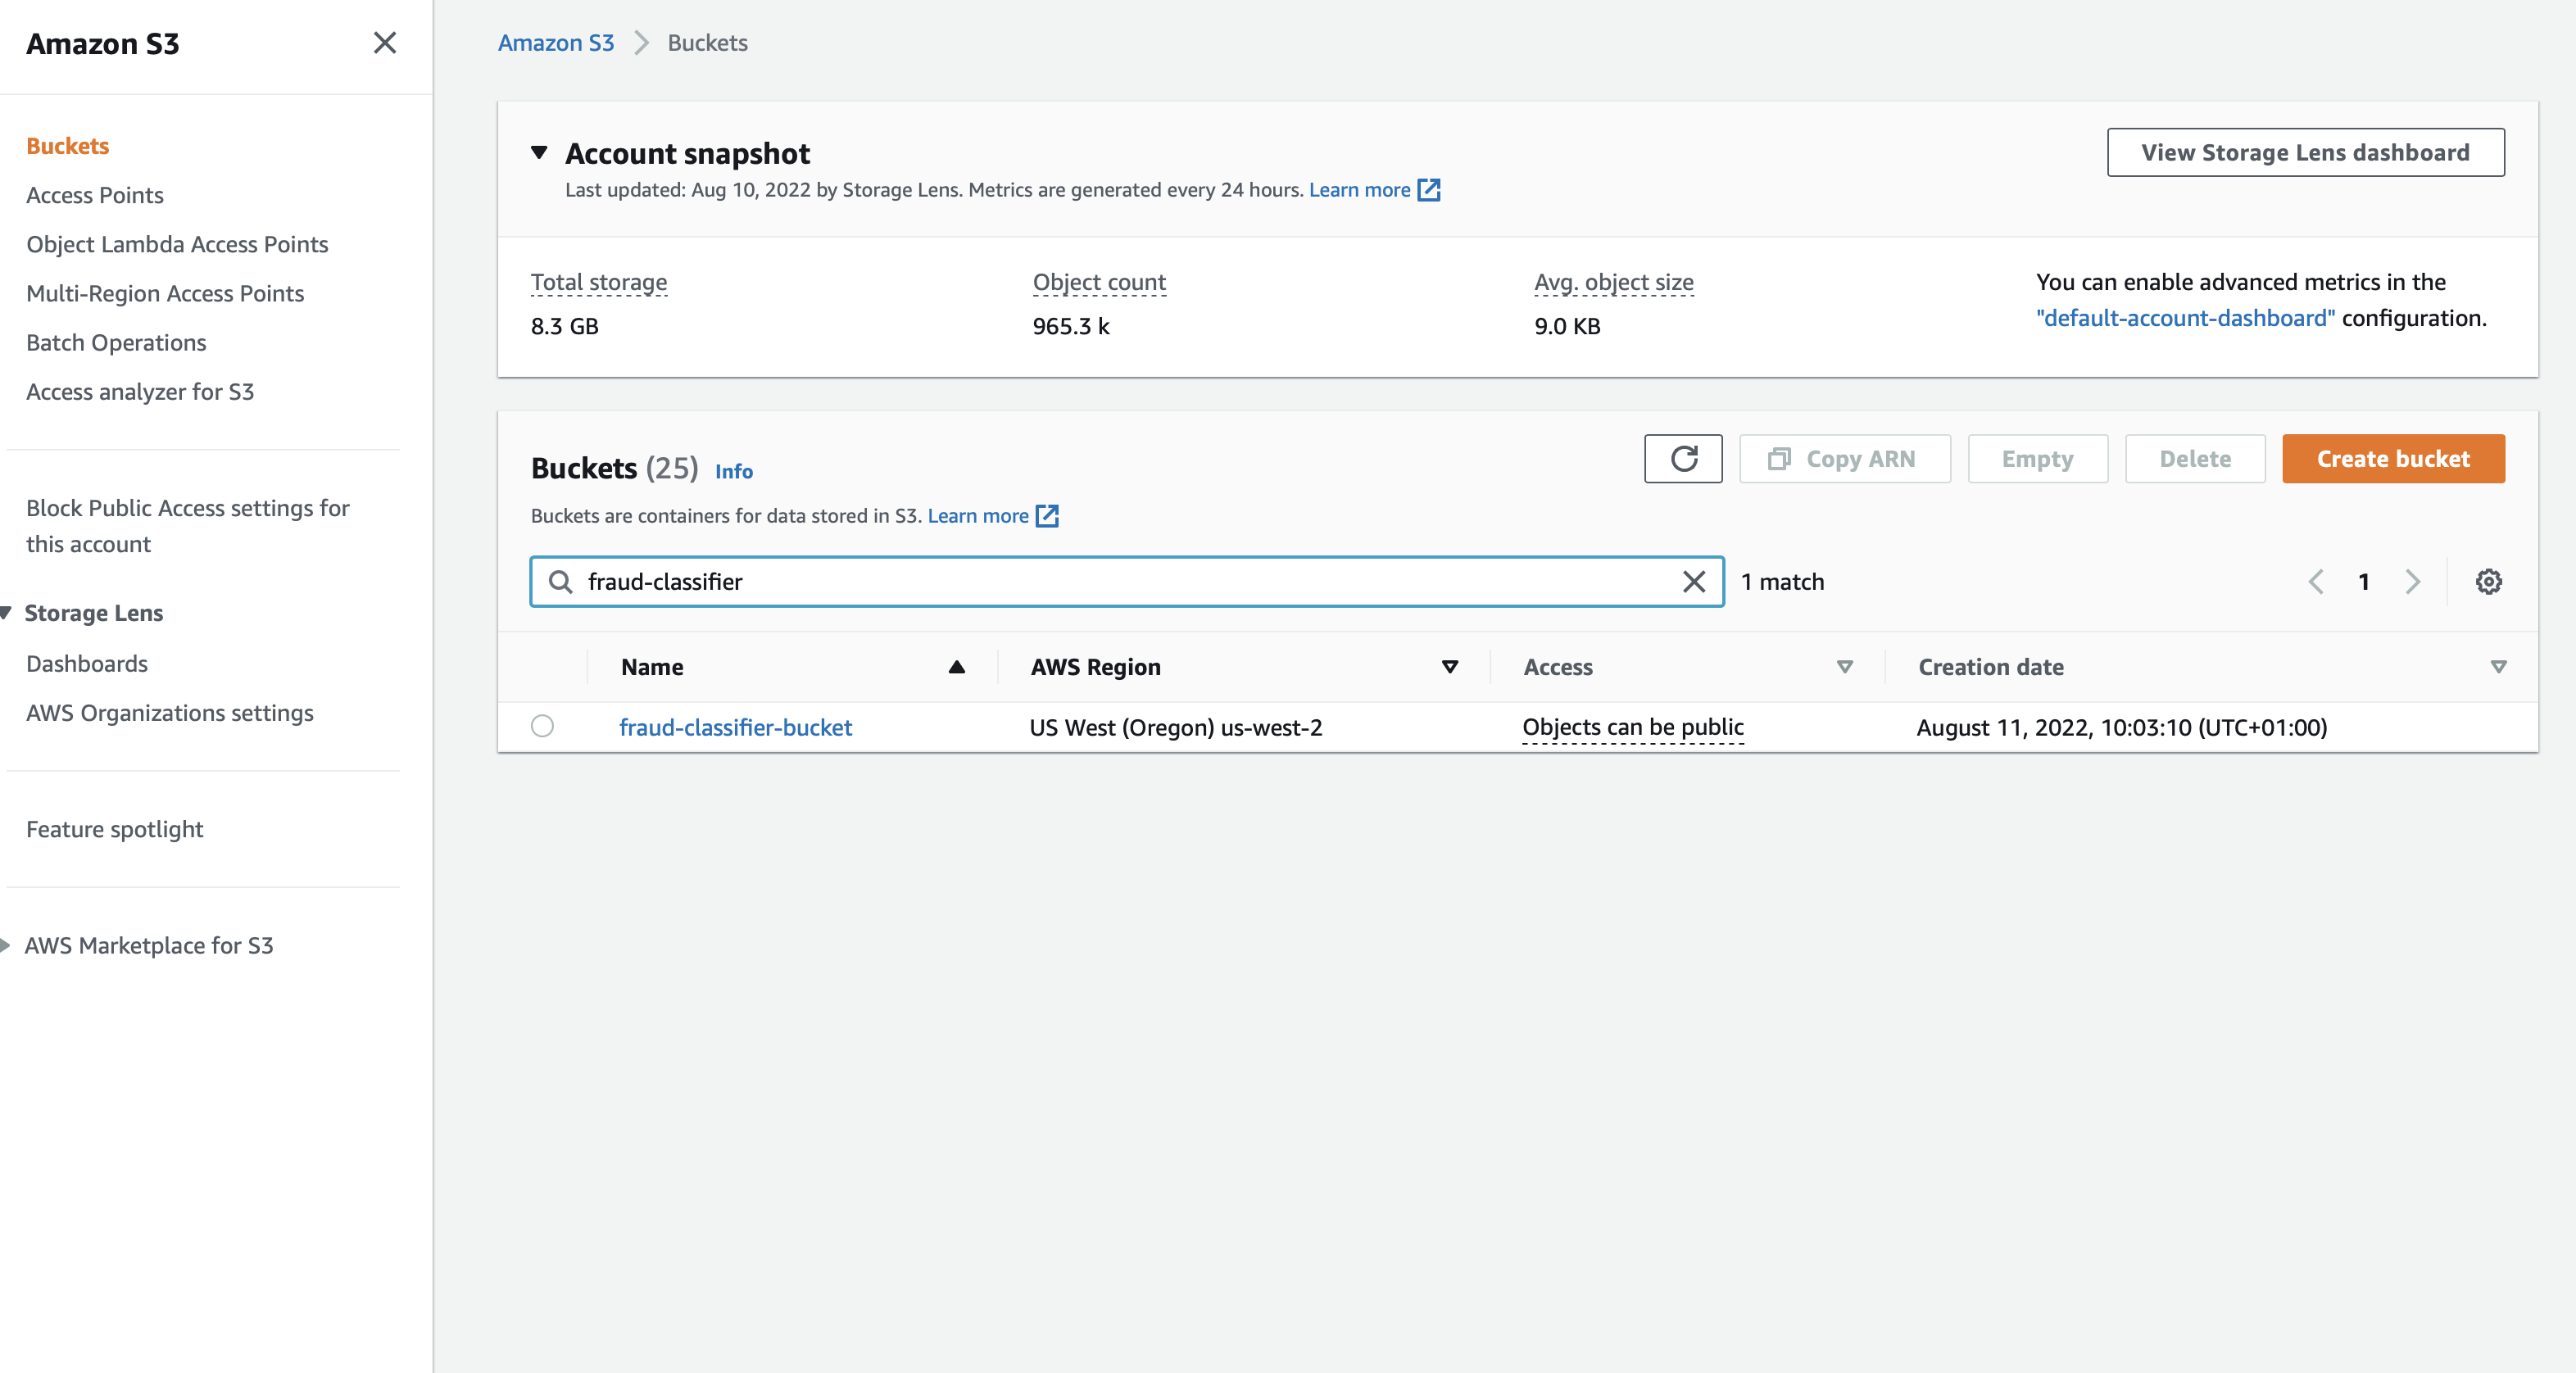 Amazon S3
Buckets
Access Points
Object Lambda Access Points
Multi-Region Access Points
Batch Operations
Access analyzer for S3
Block Public Access settings for
this account
Storage Lens
Dashboards
AWS Organizations settings
Feature spotlight
AWS Marketplace for S3
Amazon S3 > Buckets
Account snapshot
View Storage Lens dashboard
Last updated: Aug 10, 2022 by Storage Lens. Metrics are generated every 24 hours. Learn more
Total storage
8.3 GB
Object count
965.3 k
Avg. object size
9.0 KB
You can enable advanced metrics in the
"default-account-dashboard" configuration.
Buckets (25) Info
Copy ARN
Empty
Delete
Create bucket
Buckets are containers for data stored in S3. Learn more
fraud-classifier
1 match
1
Name AWS Region Access Creation date
fraud-classifier-bucket US West (Oregon) us-west-2 Objects can be public August 11, 2022, 10:03:10 (UTC+01:00)